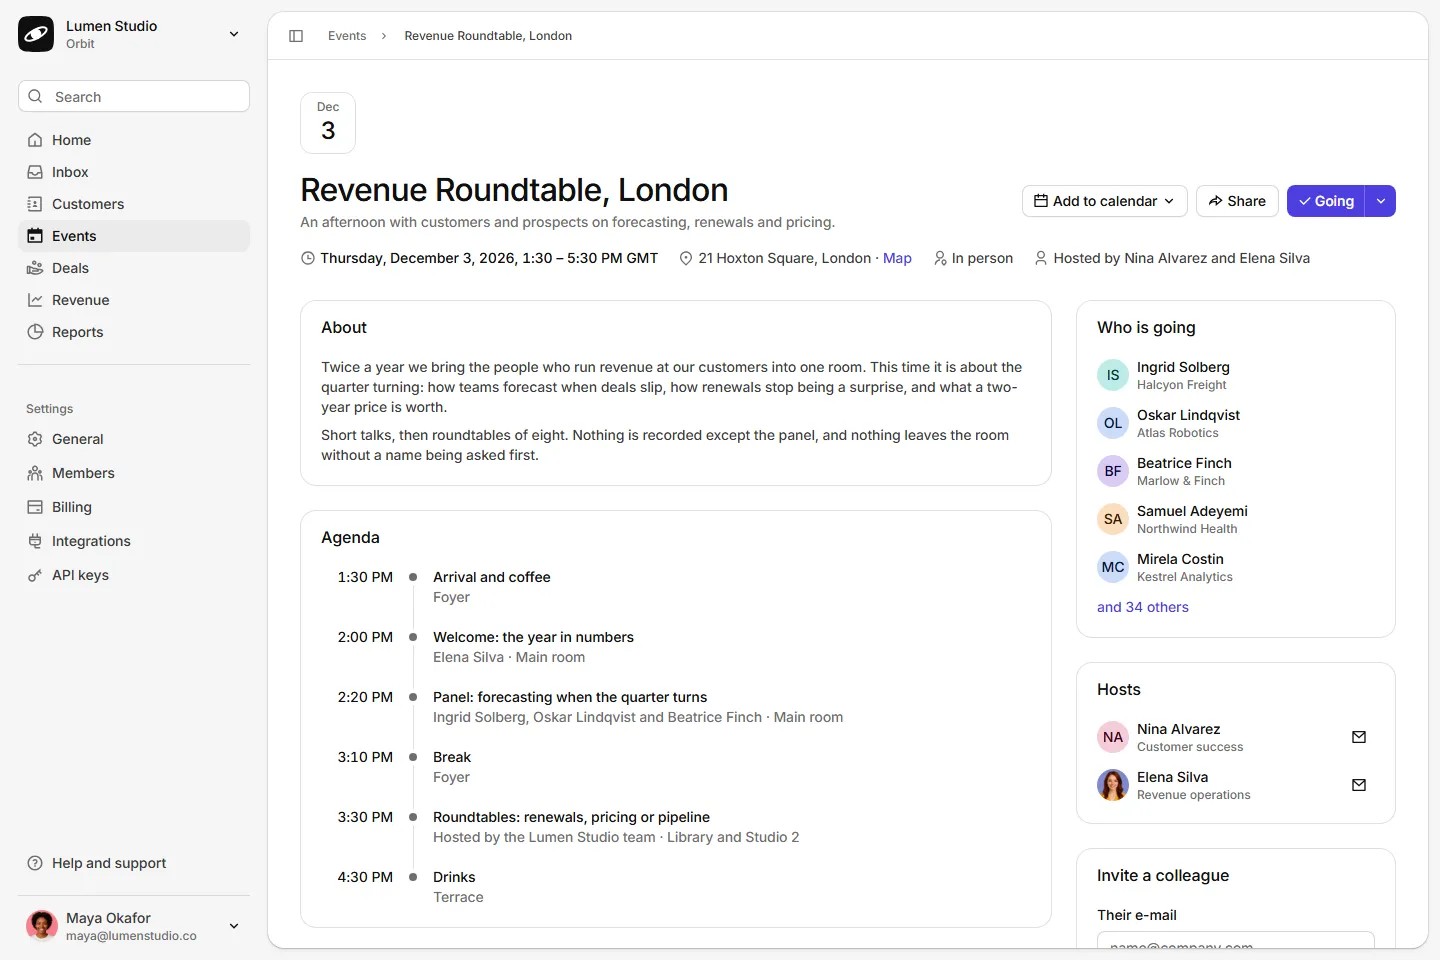 Lumen Studio
Orbit
Search
Home
Inbox
Customers
Events
Deals
Revenue
Reports
Settings
General
Members
Billing
Integrations
API keys
Help and support
Maya Okafor
maya@lumenstudio.co
Events
Revenue Roundtable, London
Dec
3
Revenue Roundtable, London
An afternoon with customers and prospects on forecasting, renewals and pricing.
Add to calendar
Share
Going
Thursday, December 3, 2026, 1:30 – 5:30 PM GMT
21 Hoxton Square, London · Map
In person
Hosted by Nina Alvarez and Elena Silva
About
Twice a year we bring the people who run revenue at our customers into one room. This time it is about the
quarter turning: how teams forecast when deals slip, how renewals stop being a surprise, and what a two-
year price is worth.
Short talks, then roundtables of eight. Nothing is recorded except the panel, and nothing leaves the room
without a name being asked first.
Agenda
1:30 PM
Arrival and coffee
Foyer
2:00 PM
Welcome: the year in numbers
Elena Silva · Main room
2:20 PM
Panel: forecasting when the quarter turns
Ingrid Solberg, Oskar Lindqvist and Beatrice Finch · Main room
3:10 PM
Break
Foyer
3:30 PM
Roundtables: renewals, pricing or pipeline
Hosted by the Lumen Studio team · Library and Studio 2
4:30 PM
Drinks
Terrace
Who is going
IS
Ingrid Solberg
Halcyon Freight
OL
Oskar Lindqvist
Atlas Robotics
BF
Beatrice Finch
Marlow & Finch
SA
Samuel Adeyemi
Northwind Health
MC
Mirela Costin
Kestrel Analytics
and 34 others
Hosts
NA
Nina Alvarez
Customer success
Elena Silva
Revenue operations
Invite a colleague
Their e-mail
name@company.com